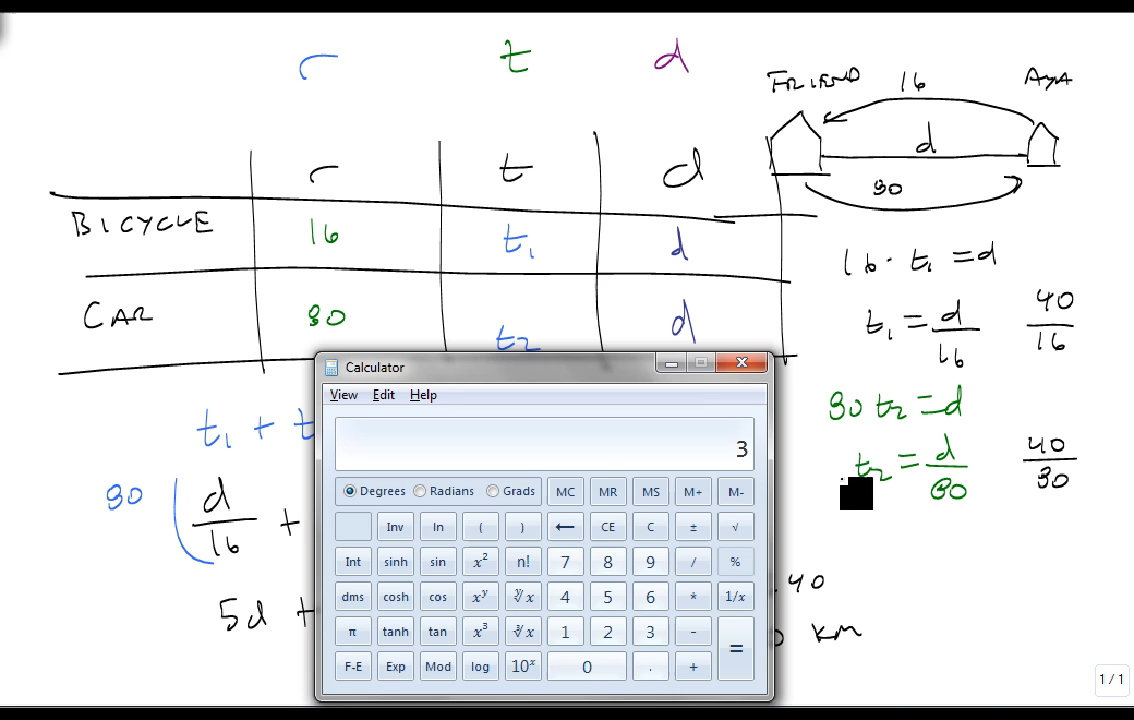 r t d
FRIEND 16 AYA
d
80
r t d
BICYCLE 16 t₁ d
CAR 80 t₂ d
16 · t₁ = d
t₁ = d/16 40/16
80 t₂ = d
t₂ = d/80 40/80
t₁ + t
80 ( d/16 +
5d +
. 40
0 km
Calculator
View Edit Help
3
Degrees Radians Grads MC MR MS M+ M-
Inv ln ( ) ← CE C ± √
Int sinh sin x² n! 7 8 9 / %
dms cosh cos xʸ ʸ√x 4 5 6 * 1/x
π tanh tan x³ ³√x 1 2 3 - =
F-E Exp Mod log 10ˣ 0 . +
1 / 1